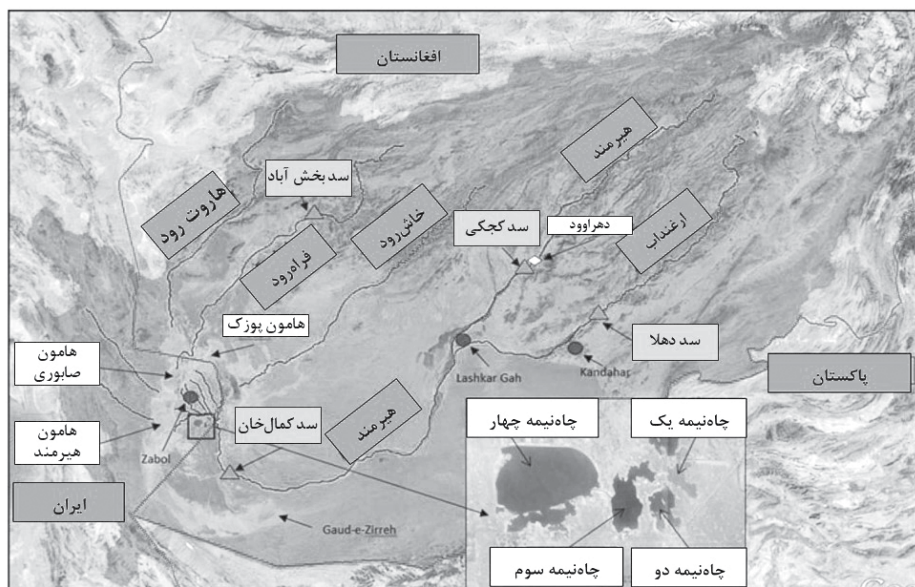 افغانستان
هیرمند
سد بخش آباد
هاروت رود
خاش‌رود
سد کجکی
دهراوود
ارغنداب
فراه‌رود
هامون پوزک
هامون
صابوری
سد دهلا
Lashkar Gah
Kandahar
پاکستان
هیرمند
سد کمال‌خان
هامون
هیرمند
Zabol
ایران
Gaud-e-Zirreh
چاه‌نیمه چهار
چاه‌نیمه یک
چاه‌نیمه سوم
چاه‌نیمه دو